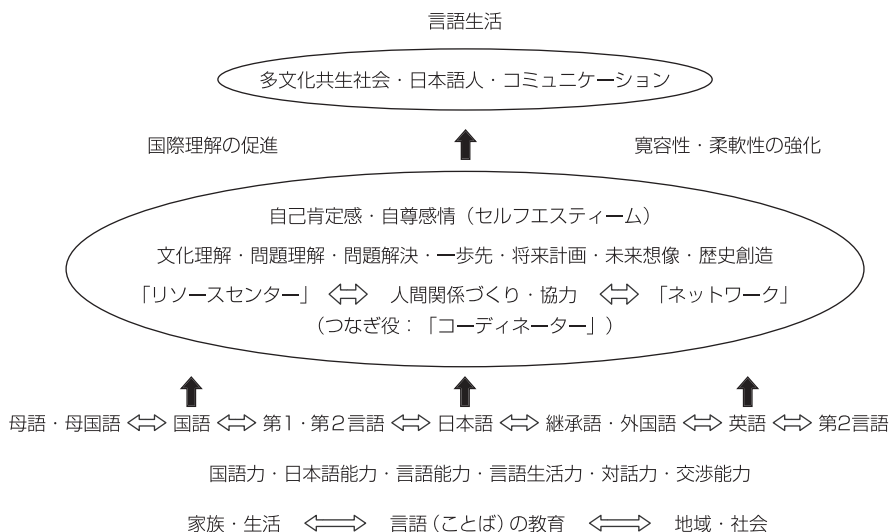 言語生活
多文化共生社会・日本語人・コミュニケーション
国際理解の促進 寛容性・柔軟性の強化
自己肯定感・自尊感情（セルフエスティーム）
文化理解・問題理解・問題解決・一歩先・将来計画・未来想像・歴史創造
「リソースセンター」 ⇔ 人間関係づくり・協力 ⇔ 「ネットワーク」
（つなぎ役：「コーディネーター」）
母語・母国語 ⇔ 国語 ⇔ 第1・第2言語 ⇔ 日本語 ⇔ 継承語・外国語 ⇔ 英語 ⇔ 第2言語
国語力・日本語能力・言語能力・言語生活力・対話力・交渉能力
家族・生活 ⇔ 言語（ことば）の教育 ⇔ 地域・社会